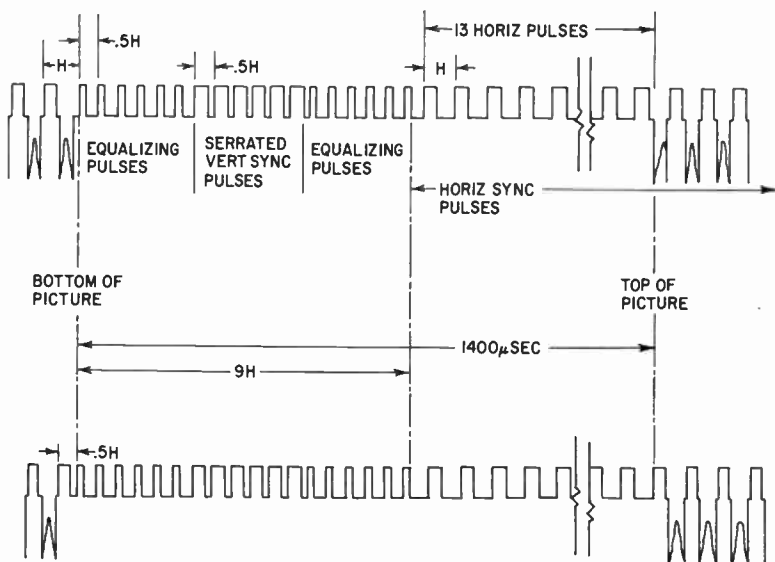 13 HORIZ PULSES
.5H
H
.5H
H
EQUALIZING
PULSES
SERRATED
VERT SYNC
PULSES
EQUALIZING
PULSES
HORIZ SYNC
PULSES
BOTTOM OF
PICTURE
TOP OF
PICTURE
1400μSEC
9H
.5H